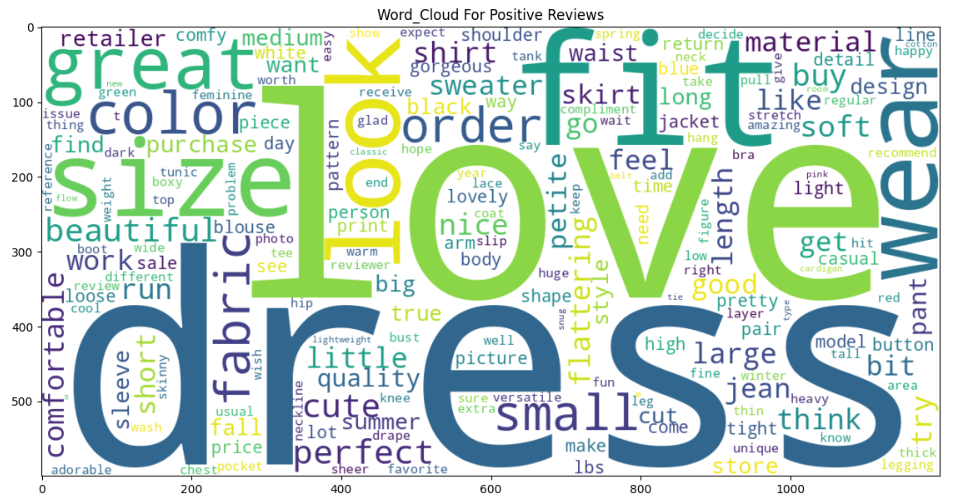 Word_Cloud For Positive Reviews
0
100
200
300
400
500
0
200
400
600
800
1000
love
dress
fit
size
great
look
wear
color
order
fabric
small
perfect
beautiful
retailer
comfy
medium
easy
show
expect
shoulder
spring
decide
material
line
happy
cotton
white
want
shirt
gorgeous
tank
waist
return
neck
blue
take
pull
give
detail
buy
room
design
new
green
feminine
worth
receive
sweater
skirt
long
like
regular
issue
thing
t
piece
glad
black
way
compliment
go
wait
jacket
hang
stretch
amazing
soft
find
dark
purchase
day
pattern
classic
hope
say
feel
bra
recommend
reference
flow
weight
tunic
boxy
top
problem
end
year
lace
lovely
coat
nice
slip
arm
body
petite
keep
belt
add
time
need
figure
length
pink
light
blouse
person
print
warm
reviewer
photo
tee
see
boot
wide
work
sale
different
review
loose
run
cool
big
huge
shape
flattering
style
low
right
good
get
hit
casual
cardigan
pant
comfortable
hip
true
bust
snug
tie
pretty
layer
type
pair
red
lightweight
little
well
picture
high
large
model
tall
button
bit
area
s
sleeve
short
skinny
wash
wish
quality
knee
sure
extra
versatile
fun
leg
fine
winter
jean
heavy
think
know
try
usual
fall
price
pocket
chest
neckline
cute
lot
summer
drape
sheer
favorite
make
lbs
cut
come
thin
tight
unique
store
thick
legging
adorable